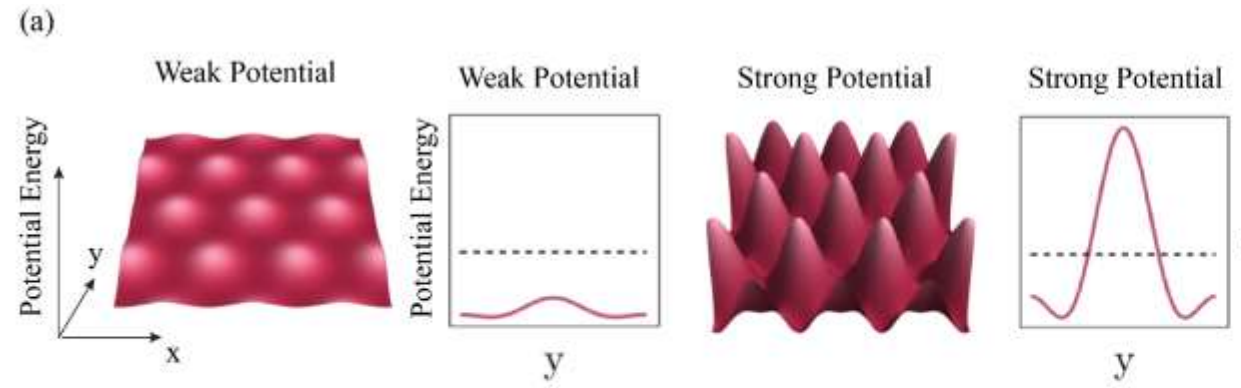 (a)
Weak Potential
Weak Potential
Strong Potential
Strong Potential
Potential Energy
y
x
Potential Energy
y
y